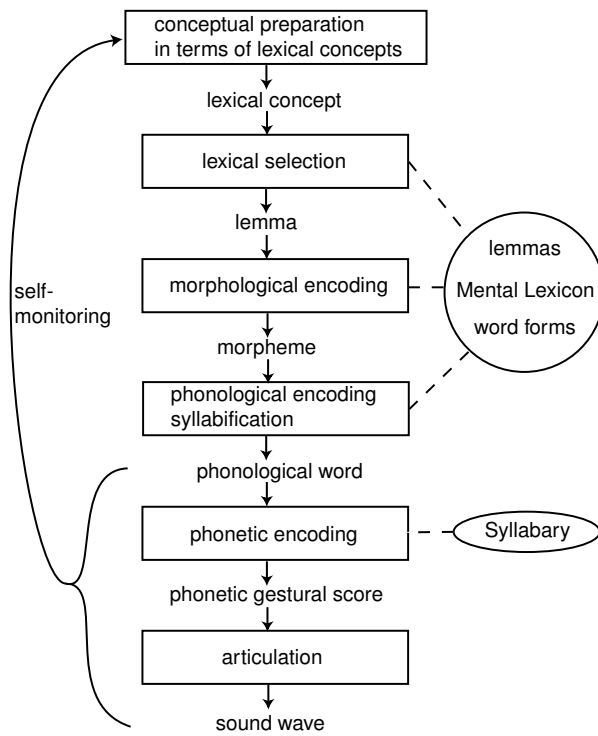 conceptual preparation
in terms of lexical concepts
lexical concept
lexical selection
lemma
lemmas
self-
monitoring
morphological encoding
Mental Lexicon
word forms
morpheme
phonological encoding
syllabification
phonological word
phonetic encoding
Syllabary
phonetic gestural score
articulation
sound wave